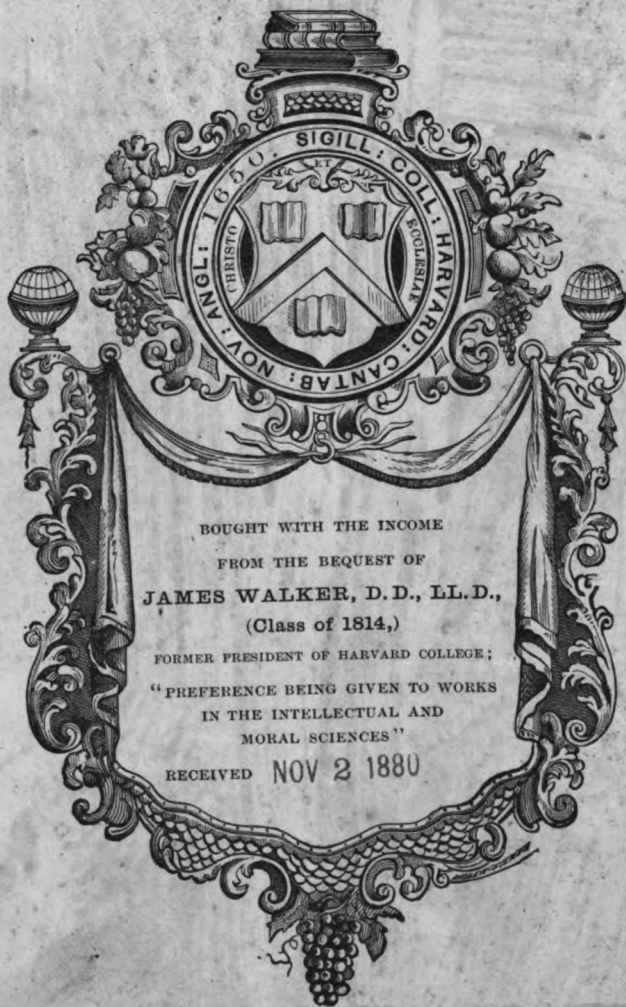 SIGILL : COLL : HARVARD : CANTAB : NOV : ANGL : 1650.
ET
CHRISTO
ECCLESIAE
BOUGHT WITH THE INCOME
FROM THE BEQUEST OF
JAMES WALKER, D.D., LL.D.,
(Class of 1814,)
FORMER PRESIDENT OF HARVARD COLLEGE;
"PREFERENCE BEING GIVEN TO WORKS
IN THE INTELLECTUAL AND
MORAL SCIENCES"
RECEIVED NOV 2 1880